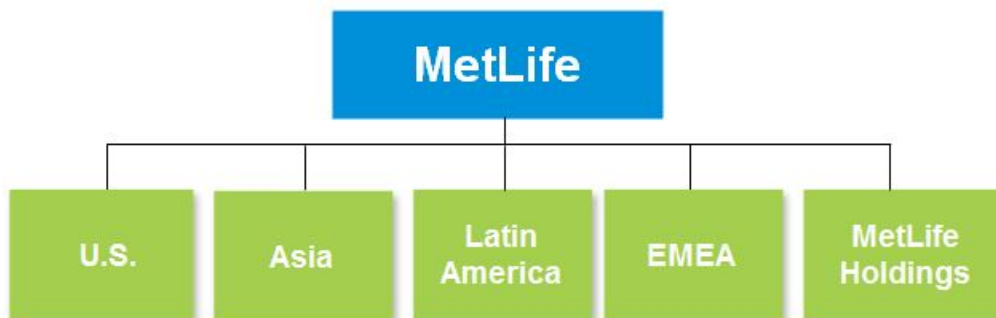 MetLife
U.S.
Asia
Latin
America
EMEA
MetLife
Holdings